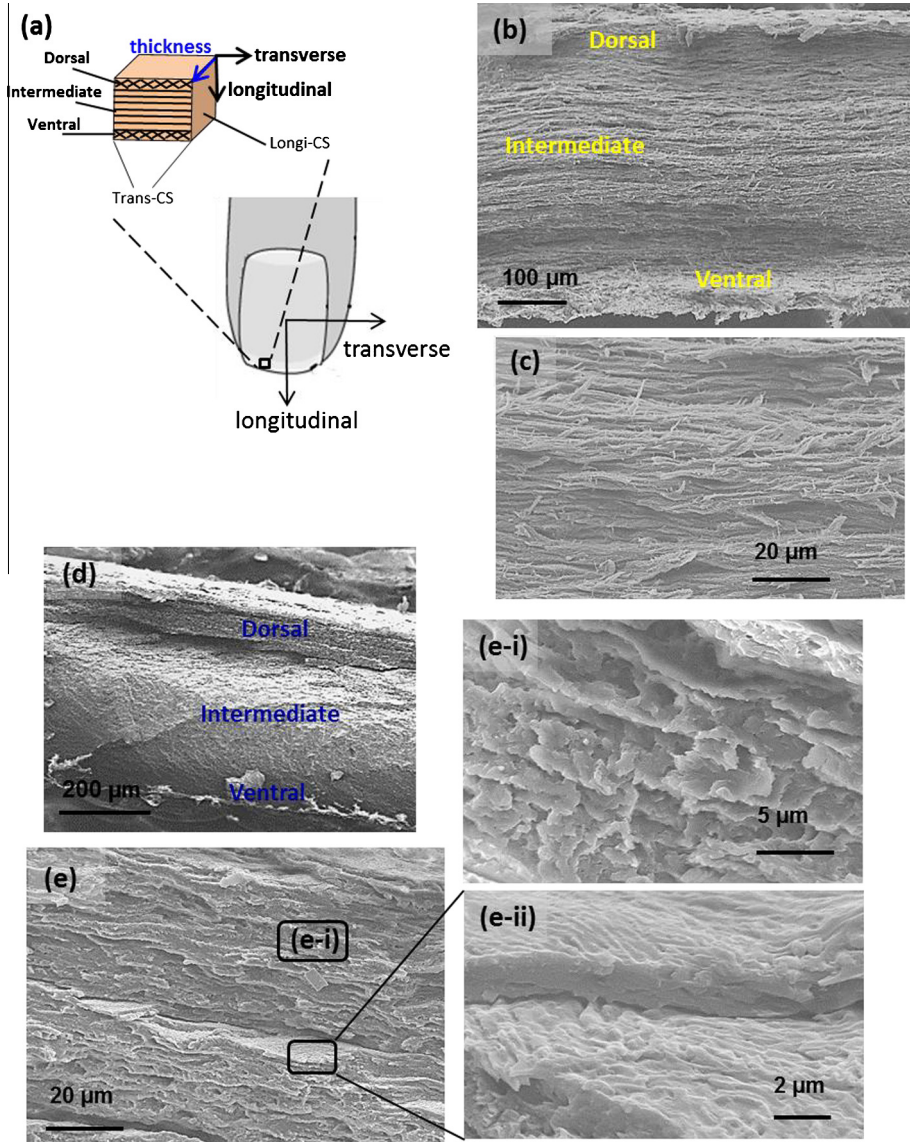 (a)
thickness
transverse
Dorsal
longitudinal
Intermediate
Ventral
Longi-CS
Trans-CS
transverse
longitudinal
(b)
Dorsal
Intermediate
Ventral
100 µm
(c)
20 µm
(d)
Dorsal
Intermediate
Ventral
200 µm
(e-i)
5 µm
(e)
(e-i)
20 µm
(e-ii)
2 µm